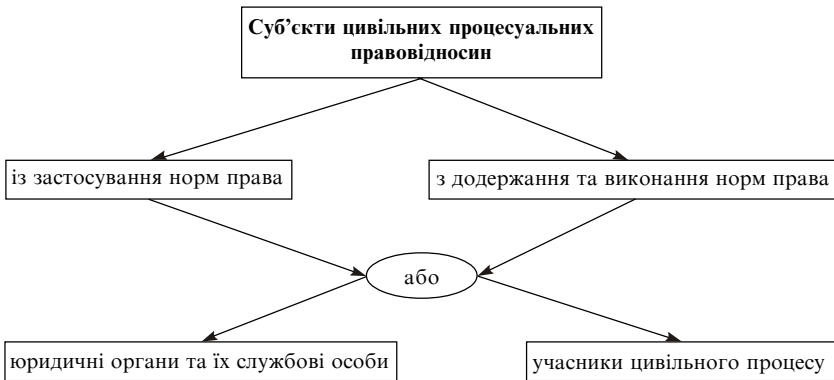 Суб’єкти цивільних процесуальних
правовідносин
із застосування норм права
з додержання та виконання норм права
або
юридичні органи та їх службові особи
учасники цивільного процесу